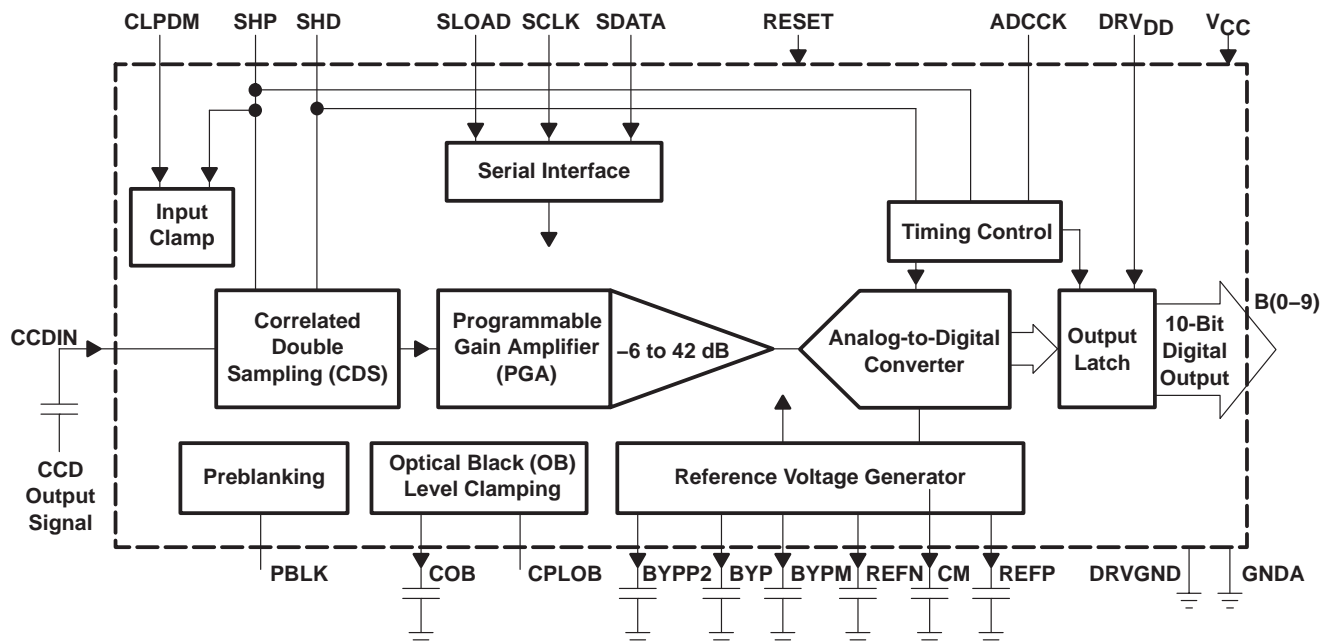 CLPDM SHP SHD SLOAD SCLK SDATA RESET ADCCK DRVDD VCC
Serial Interface
Input
Clamp
Timing Control
B(0–9)
CCDIN
Correlated
Double
Sampling (CDS)
Programmable
Gain Amplifier
(PGA)
–6 to 42 dB
Analog-to-Digital
Converter
Output
Latch
10-Bit
Digital
Output
CCD
Output
Signal
Preblanking
Optical Black (OB)
Level Clamping
Reference Voltage Generator
PBLK COB CPLOB BYPP2 BYP BYPM REFN CM REFP DRVGND GNDA